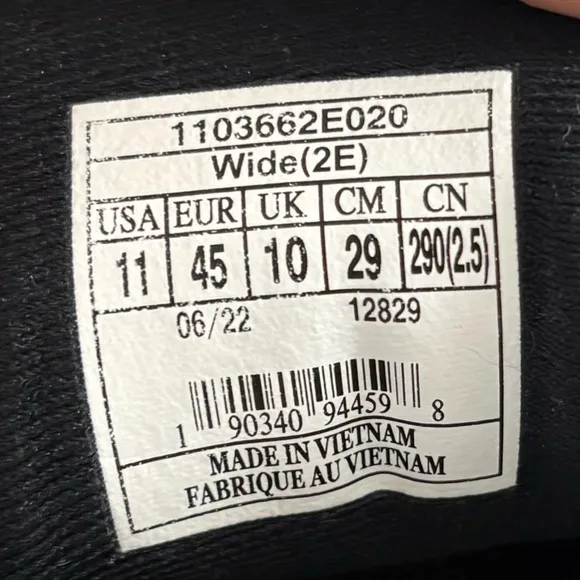 1103662E020
Wide(2E)
USA EUR UK CM CN
11 45 10 29 290(2.5)
06/22 12829
1 90340 94459 8
MADE IN VIETNAM
FABRIQUE AU VIETNAM